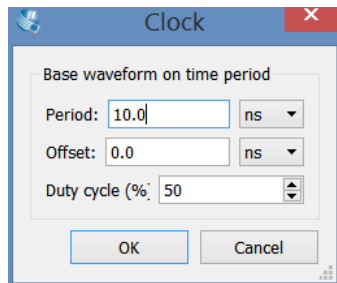 Clock
Base waveform on time period
Period: 10.0 ns
Offset: 0.0 ns
Duty cycle (%) 50
OK Cancel